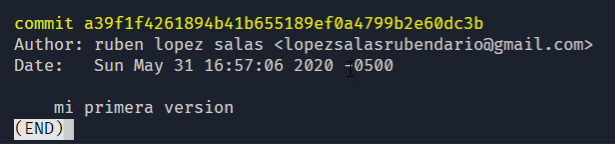 commit a39f1f4261894b41b655189ef0a4799b2e60dc3b
Author: ruben lopez salas <lopezsalasrubendario@gmail.com>
Date:   Sun May 31 16:57:06 2020 -0500
mi primera version
(END)